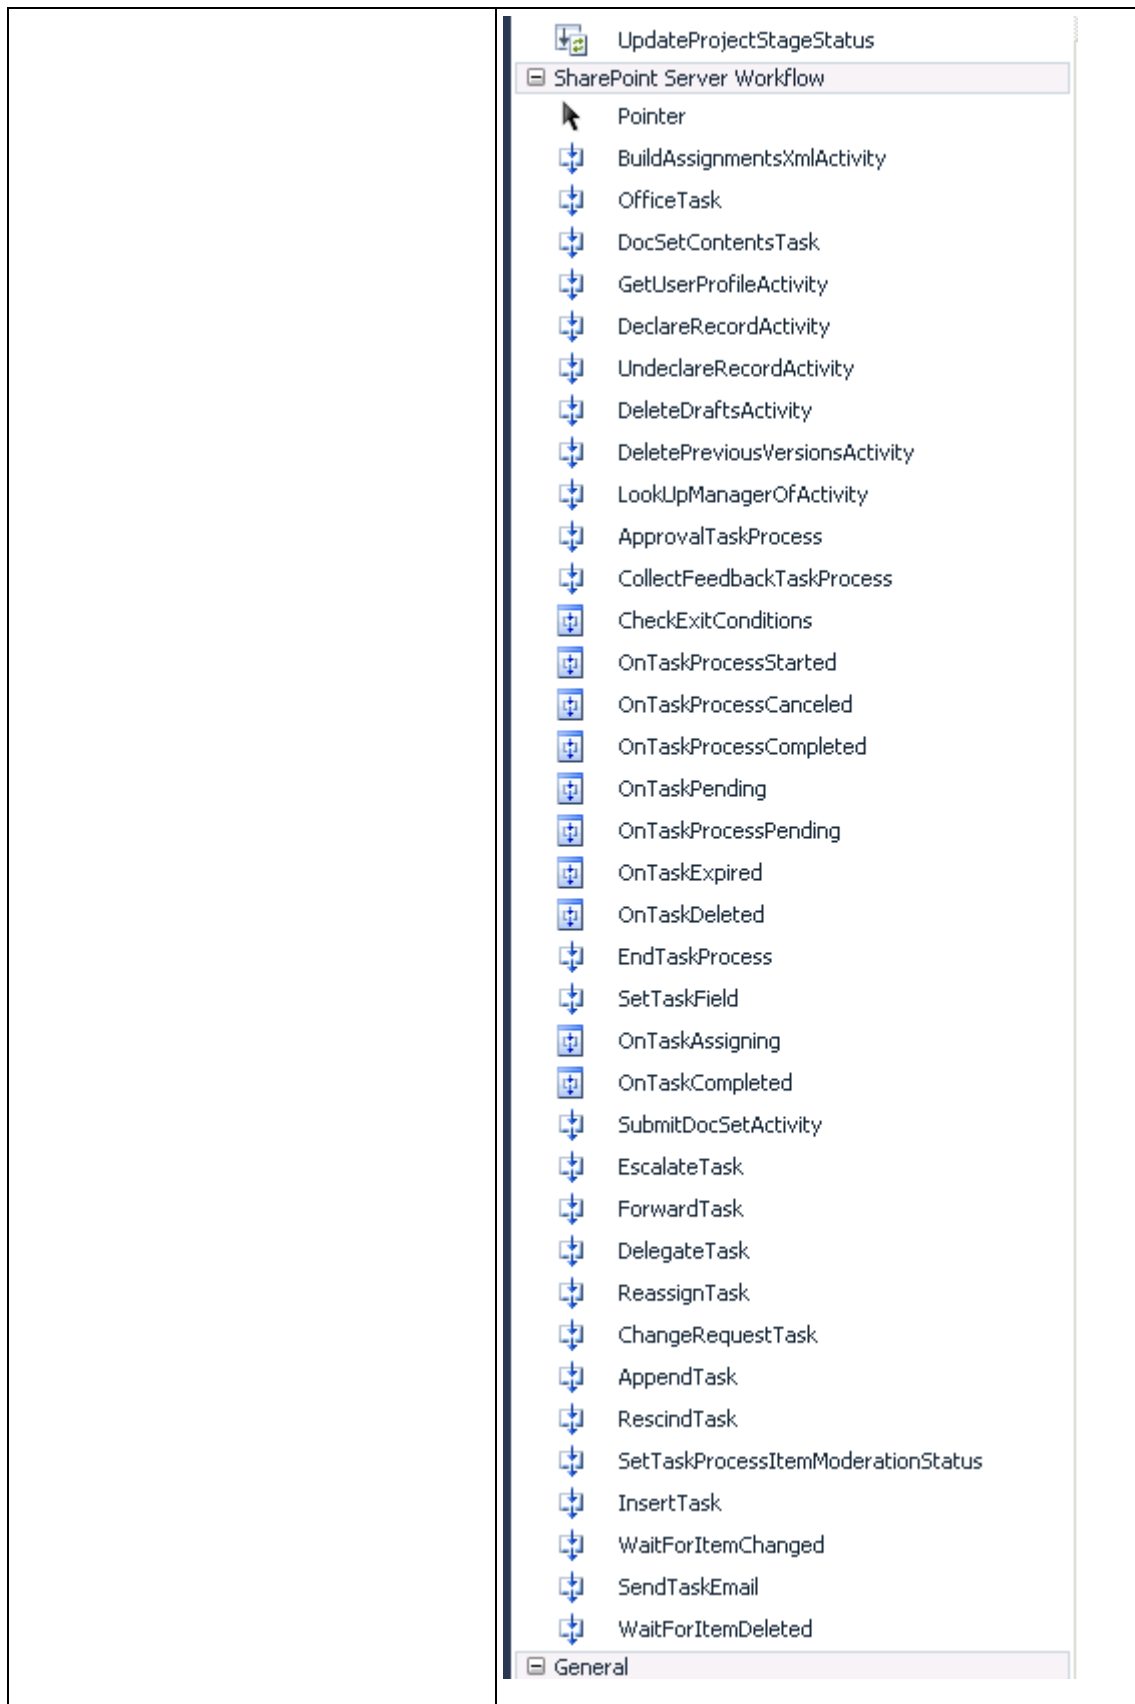 UpdateProjectStageStatus
SharePoint Server Workflow
Pointer
BuildAssignmentsXmlActivity
OfficeTask
DocSetContentsTask
GetUserProfileActivity
DeclareRecordActivity
UndeclareRecordActivity
DeleteDraftsActivity
DeletePreviousVersionsActivity
LookUpManagerOfActivity
ApprovalTaskProcess
CollectFeedbackTaskProcess
CheckExitConditions
OnTaskProcessStarted
OnTaskProcessCanceled
OnTaskProcessCompleted
OnTaskPending
OnTaskProcessPending
OnTaskExpired
OnTaskDeleted
EndTaskProcess
SetTaskField
OnTaskAssigning
OnTaskCompleted
SubmitDocSetActivity
EscalateTask
ForwardTask
DelegateTask
ReassignTask
ChangeRequestTask
AppendTask
RescindTask
SetTaskProcessItemModerationStatus
InsertTask
WaitForItemChanged
SendTaskEmail
WaitForItemDeleted
General